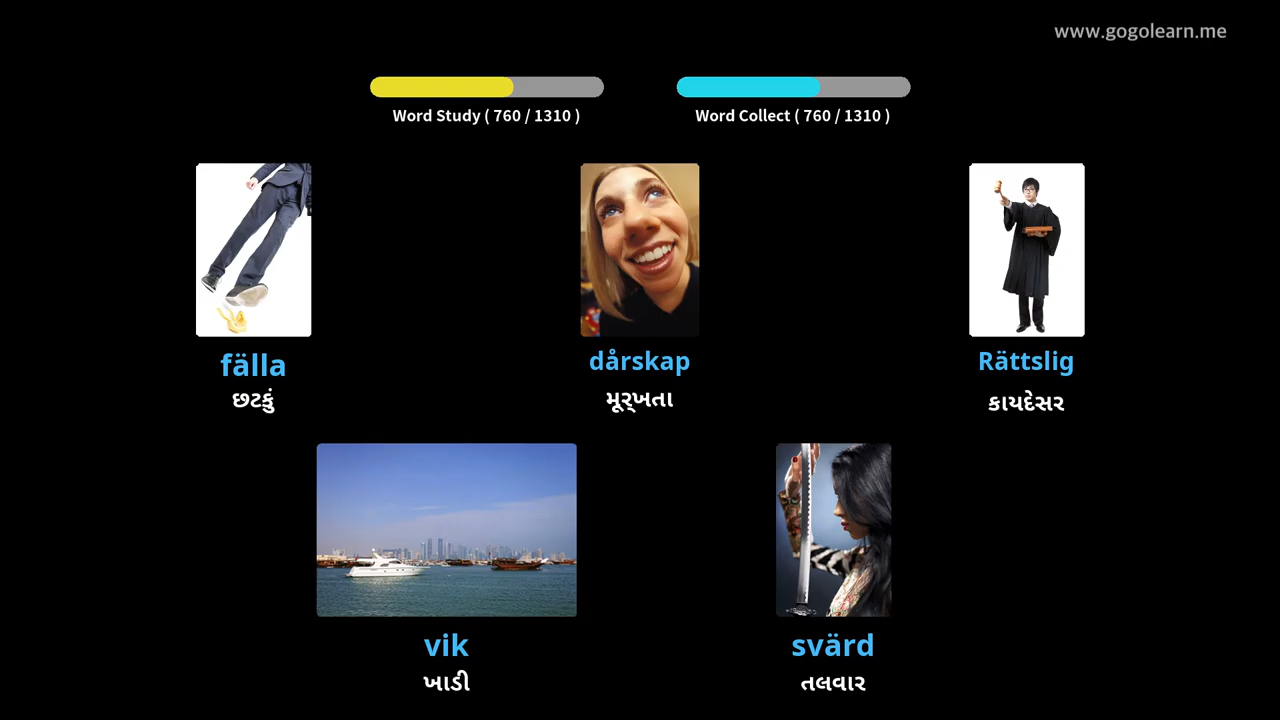 www.gogolearn.me
Word Study ( 760 / 1310 )
Word Collect ( 760 / 1310 )
fälla
છટકું
dårskap
મૂર્ખતા
Rättslig
કાયદેસર
vik
ખાડી
svärd
તલવાર